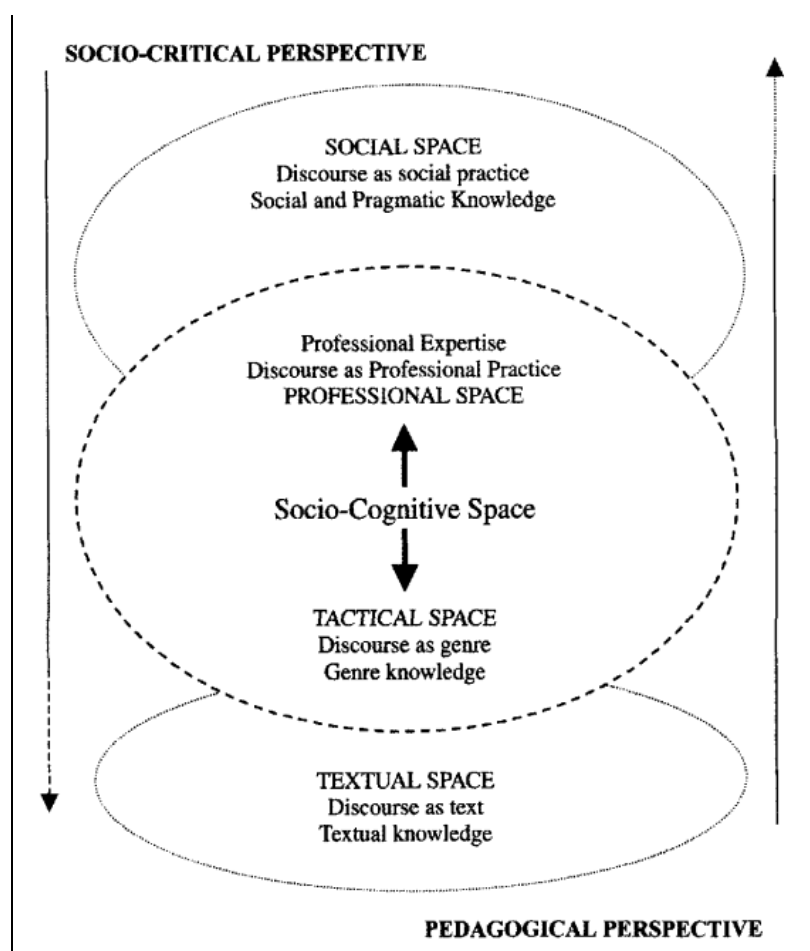 SOCIO-CRITICAL PERSPECTIVE
SOCIAL SPACE
Discourse as social practice
Social and Pragmatic Knowledge
Professional Expertise
Discourse as Professional Practice
PROFESSIONAL SPACE
Socio-Cognitive Space
TACTICAL SPACE
Discourse as genre
Genre knowledge
TEXTUAL SPACE
Discourse as text
Textual knowledge
PEDAGOGICAL PERSPECTIVE